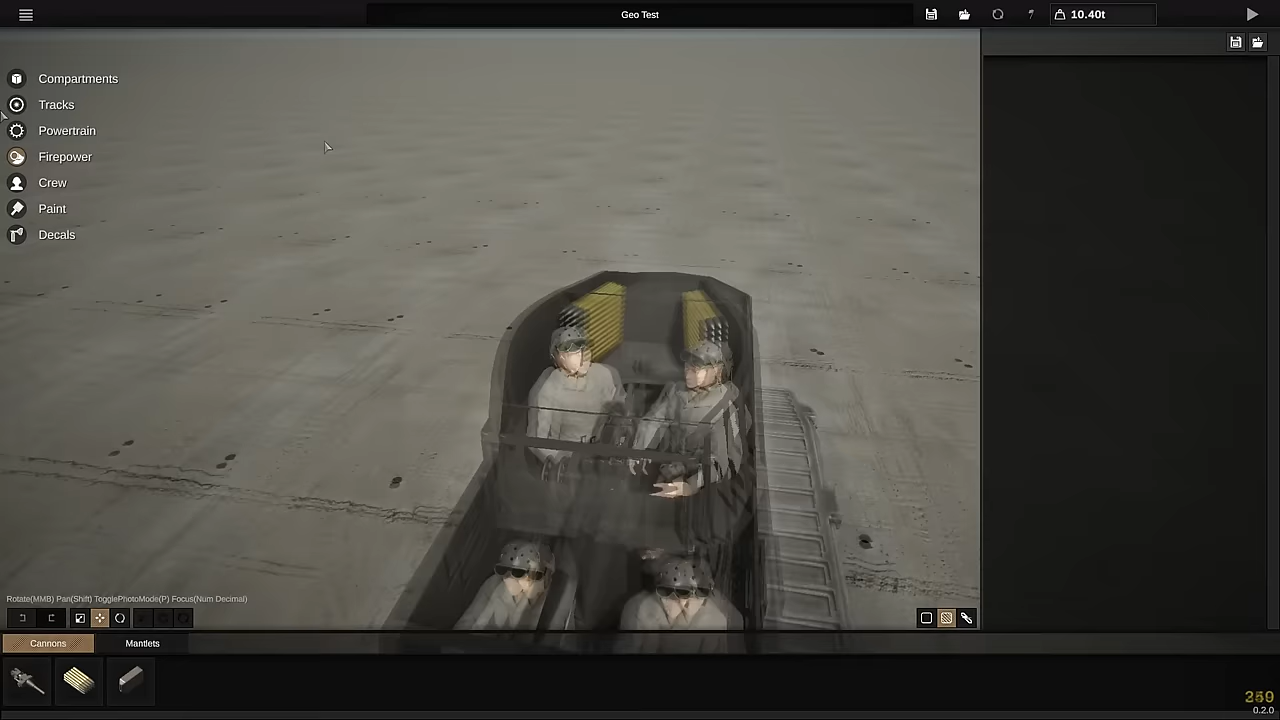 Geo Test
10.40t
Compartments
Tracks
Powertrain
Firepower
Crew
Paint
Decals
Rotate(MMB) Pan(Shift) TogglePhotoMode(P) Focus(Num Decimal)
Cannons
Mantlets
0.2.0